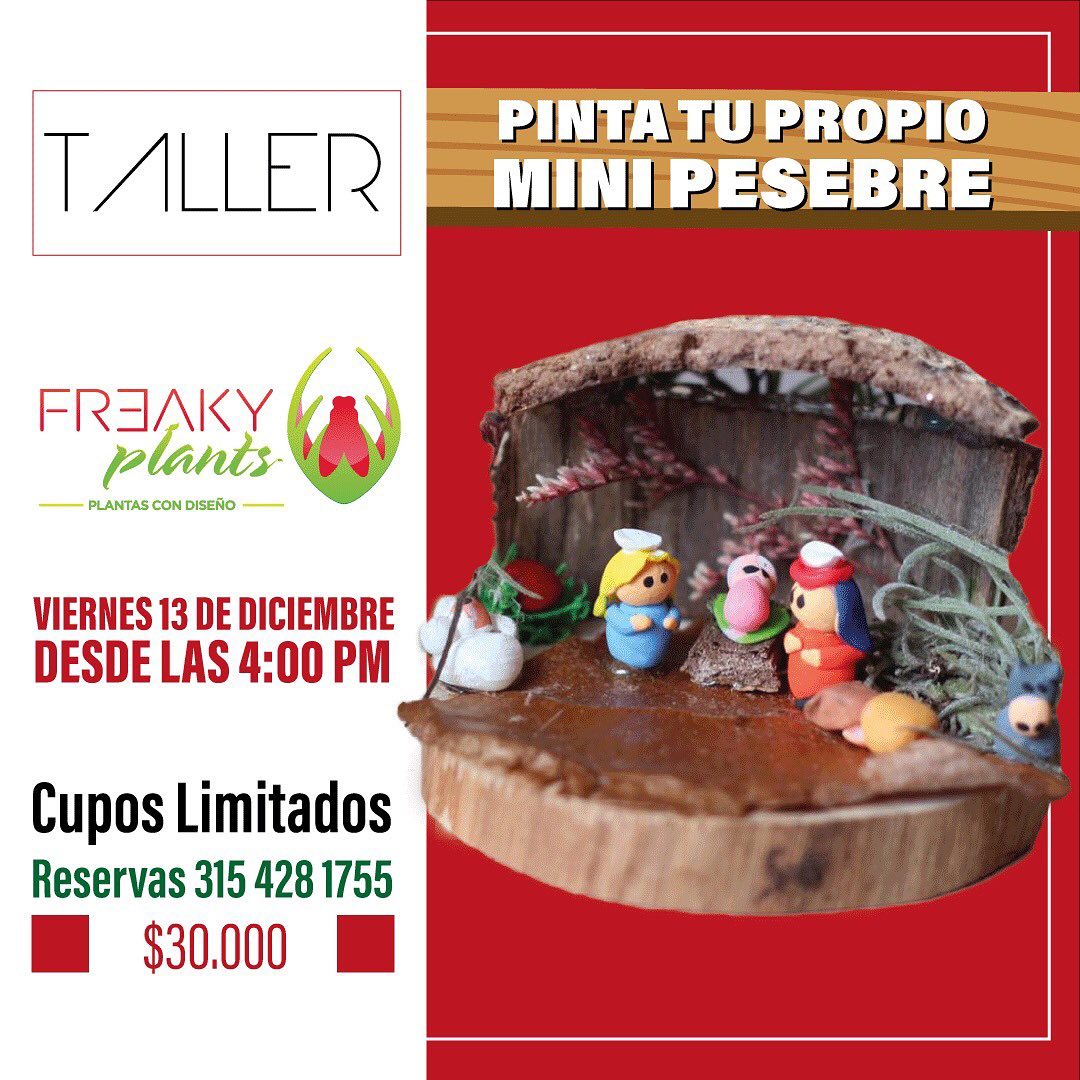 TALLER
FREAKY
plants
PLANTAS CON DISEÑO
VIERNES 13 DE DICIEMBRE
DESDE LAS 4:00 PM
Cupos Limitados
Reservas 315 428 1755
$30.000
PINTA TU PROPIO
MINI PESEBRE